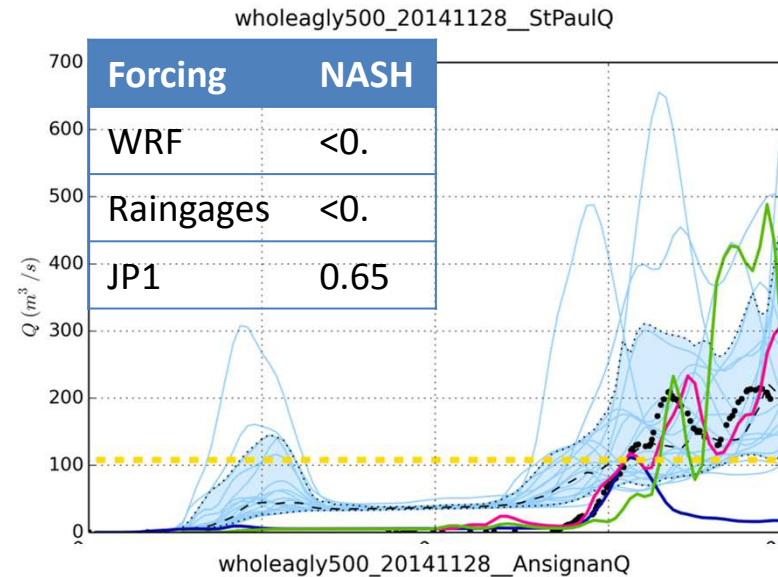 wholeagly500_20141128__StPaulQ
700
600
500
400
300
200
100
0
Q (m³ /s)
Forcing NASH
WRF <0.
Raingages <0.
JP1 0.65
wholeagly500_20141128__AnsignanQ